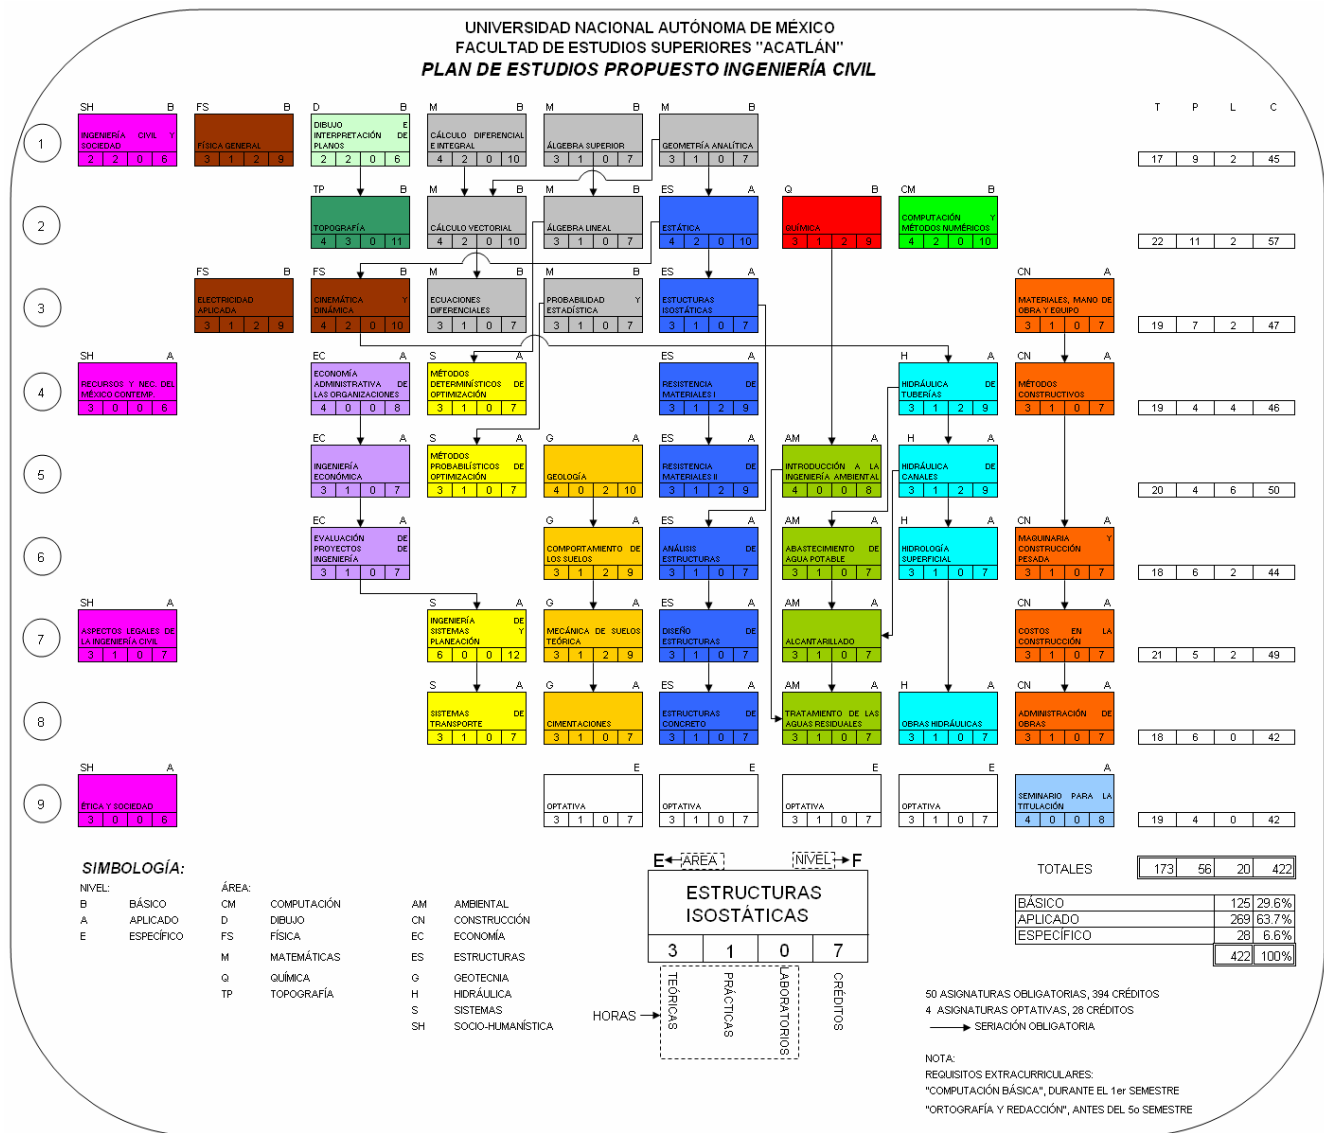 UNIVERSIDAD NACIONAL AUTÓNOMA DE MÉXICO
FACULTAD DE ESTUDIOS SUPERIORES "ACATLÁN"
PLAN DE ESTUDIOS PROPUESTO INGENIERÍA CIVIL
SH B FS B D B M B M B M B T P L C
1
INGENIERÍA CIVIL Y SOCIEDAD
2 2 0 6
FÍSICA GENERAL
3 1 2 9
DIBUJO E INTERPRETACIÓN DE PLANOS
2 2 0 6
CÁLCULO DIFERENCIAL E INTEGRAL
4 2 0 10
ÁLGEBRA SUPERIOR
3 1 0 7
GEOMETRÍA ANALÍTICA
3 1 0 7
17 9 2 45
TP B M B M B ES A Q B CM B
2
TOPOGRAFÍA
4 3 0 11
CÁLCULO VECTORIAL
4 2 0 10
ÁLGEBRA LINEAL
3 1 0 7
ESTÁTICA
4 2 0 10
QUÍMICA
3 1 2 9
COMPUTACIÓN Y MÉTODOS NUMÉRICOS
4 2 0 10
22 11 2 57
FS B FS B M B M B ES A CN A
3
ELECTRICIDAD APLICADA
3 1 2 9
CINEMÁTICA Y DINÁMICA
4 2 0 10
ECUACIONES DIFERENCIALES
3 1 0 7
PROBABILIDAD Y ESTADÍSTICA
3 1 0 7
ESTUCTURAS ISOSTÁTICAS
3 1 0 7
MATERIALES, MANO DE OBRA Y EQUIPO
3 1 0 7
19 7 2 47
SH A EC A S A ES A H A CN A
4
RECURSOS Y NEC. DEL MÉXICO CONTEMP.
3 0 0 6
ECONOMÍA ADMINISTRATIVA DE LAS ORGANIZACIONES
4 0 0 8
MÉTODOS DETERMINÍSTICOS DE OPTIMIZACIÓN
3 1 0 7
RESISTENCIA DE MATERIALES I
3 1 2 9
HIDRÁULICA DE TUBERÍAS
3 1 2 9
MÉTODOS CONSTRUCTIVOS
3 1 0 7
19 4 4 46
EC A S A G A ES A AM A H A
5
INGENIERÍA ECONÓMICA
3 1 0 7
MÉTODOS PROBABILÍSTICOS DE OPTIMIZACIÓN
3 1 0 7
GEOLOGÍA
4 0 2 10
RESISTENCIA DE MATERIALES II
3 1 2 9
INTRODUCCIÓN A LA INGENIERÍA AMBIENTAL
4 0 0 8
HIDRÁULICA DE CANALES
3 1 2 9
20 4 6 50
EC A G A ES A AM A H A CN A
6
EVALUACIÓN DE PROYECTOS DE INGENIERÍA
3 1 0 7
COMPORTAMIENTO DE LOS SUELOS
3 1 2 9
ANÁLISIS DE ESTRUCTURAS
3 1 0 7
ABASTECIMIENTO DE AGUA POTABLE
3 1 0 7
HIDROLOGÍA SUPERFICIAL
3 1 0 7
MAQUINARIA Y CONSTRUCCIÓN PESADA
3 1 0 7
18 6 2 44
SH A S A G A ES A AM A CN A
7
ASPECTOS LEGALES DE LA INGENIERÍA CIVIL
3 1 0 7
INGENIERÍA DE SISTEMAS Y PLANEACIÓN
6 0 0 12
MECÁNICA DE SUELOS TEÓRICA
3 1 2 9
DISEÑO DE ESTRUCTURAS
3 1 0 7
ALCANTARILLADO
3 1 0 7
COSTOS EN LA CONSTRUCCIÓN
3 1 0 7
21 5 2 49
S A G A ES A AM A H A CN A
8
SISTEMAS DE TRANSPORTE
3 1 0 7
CIMENTACIONES
3 1 0 7
ESTRUCTURAS DE CONCRETO
3 1 0 7
TRATAMIENTO DE LAS AGUAS RESIDUALES
3 1 0 7
OBRAS HIDRÁULICAS
3 1 0 7
ADMINISTRACIÓN DE OBRAS
3 1 0 7
18 6 0 42
SH A E E E E A
9
ÉTICA Y SOCIEDAD
3 0 0 6
OPTATIVA
3 1 0 7
OPTATIVA
3 1 0 7
OPTATIVA
3 1 0 7
OPTATIVA
3 1 0 7
SEMINARIO PARA LA TITULACIÓN
4 0 0 8
19 4 0 42
SIMBOLOGÍA:
NIVEL:
B BÁSICO
A APLICADO
E ESPECÍFICO
ÁREA:
CM COMPUTACIÓN
D DIBUJO
FS FÍSICA
M MATEMÁTICAS
Q QUÍMICA
TP TOPOGRAFÍA
AM AMBIENTAL
CN CONSTRUCCIÓN
EC ECONOMÍA
ES ESTRUCTURAS
G GEOTECNIA
H HIDRÁULICA
S SISTEMAS
SH SOCIO-HUMANÍSTICA
E AREA NIVEL F
ESTRUCTURAS
ISOSTÁTICAS
3 1 0 7
HORAS
TEÓRICAS
PRÁCTICAS
LABORATORIOS
CRÉDITOS
TOTALES 173 56 20 422
BÁSICO 125 29.6%
APLICADO 269 63.7%
ESPECÍFICO 28 6.6%
422 100%
50 ASIGNATURAS OBLIGATORIAS, 394 CRÉDITOS
4 ASIGNATURAS OPTATIVAS, 28 CRÉDITOS
SERIACIÓN OBLIGATORIA
NOTA:
REQUISITOS EXTRACURRICULARES:
"COMPUTACIÓN BÁSICA", DURANTE EL 1er SEMESTRE
"ORTOGRAFÍA Y REDACCIÓN", ANTES DEL 5o SEMESTRE